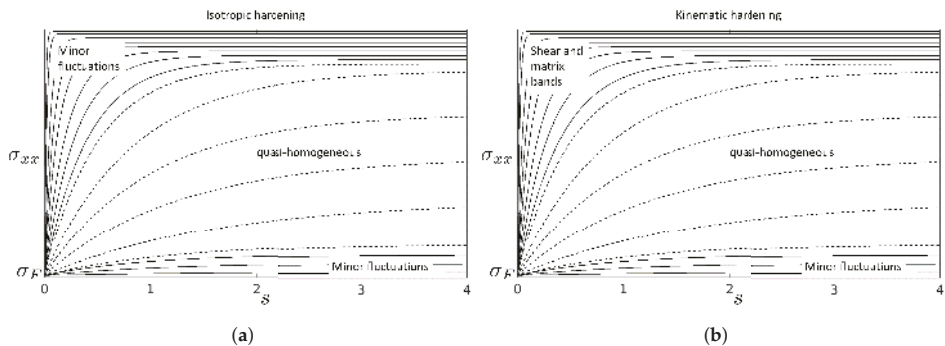 Isotropic hardening
Minor
fluctuations
σxx
quasi-homogeneous
Minor fluctuations
σF
0 1 2 3 4
s
(a)
Kinematic hardening
Shear and
matrix
bands
σxx
quasi-homogeneous
Minor fluctuations
σF
0 1 2 3 4
s
(b)